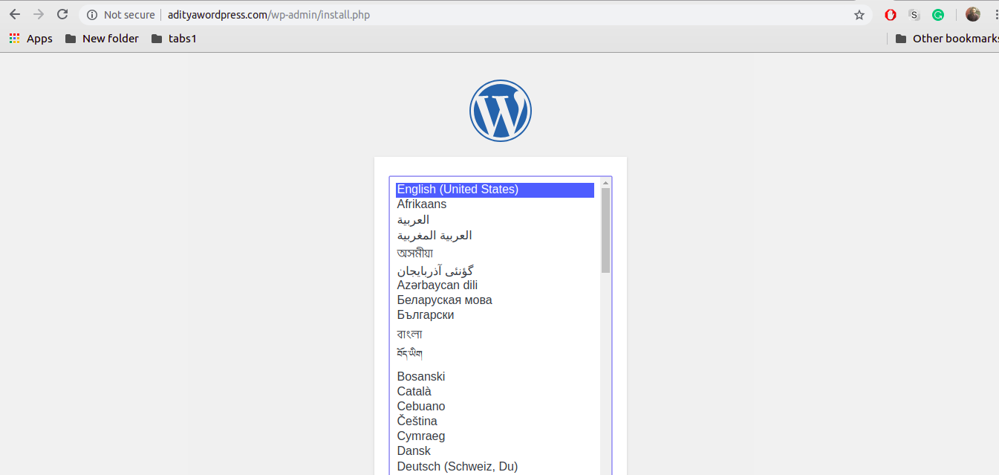 Not secure | adityawordpress.com/wp-admin/install.php
S
G
Apps New folder tabs1 Other bookmarks
W
English (United States)
Afrikaans
العربية
العربية المغربية
অসমীয়া
گؤنئی آذربایجان
Azərbaycan dili
Беларуская мова
Български
বাংলা
བོད་ཡིག
Bosanski
Català
Cebuano
Čeština
Cymraeg
Dansk
Deutsch (Schweiz, Du)